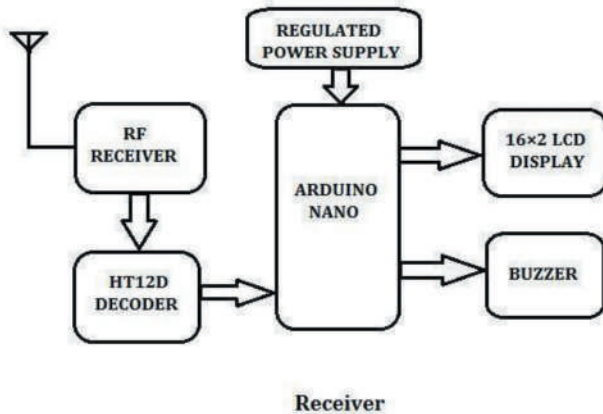 REGULATED
POWER SUPPLY
RF
RECEIVER
ARDUINO
NANO
16×2 LCD
DISPLAY
HT12D
DECODER
BUZZER
Receiver